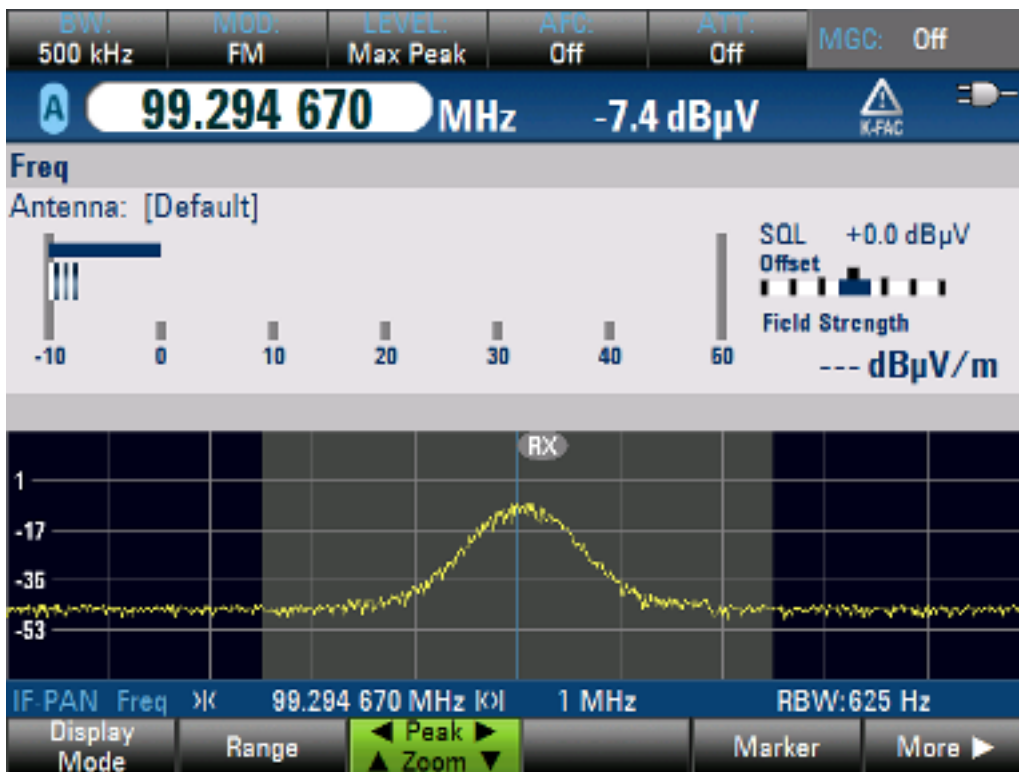 BW: MOD: LEVEL: AFC: ATT: MGC: Off
500 kHz FM Max Peak Off Off
A 99.294 670 MHz -7.4 dBµV K-FAC
Freq
Antenna: [Default]
SQL +0.0 dBµV
Offset
Field Strength
-10 0 10 20 30 40 60
--- dBµV/m
RX
1
-17
-35
-53
IF-PAN Freq 99.294 670 MHz 1 MHz RBW:625 Hz
Display Mode Range Peak Zoom Marker More